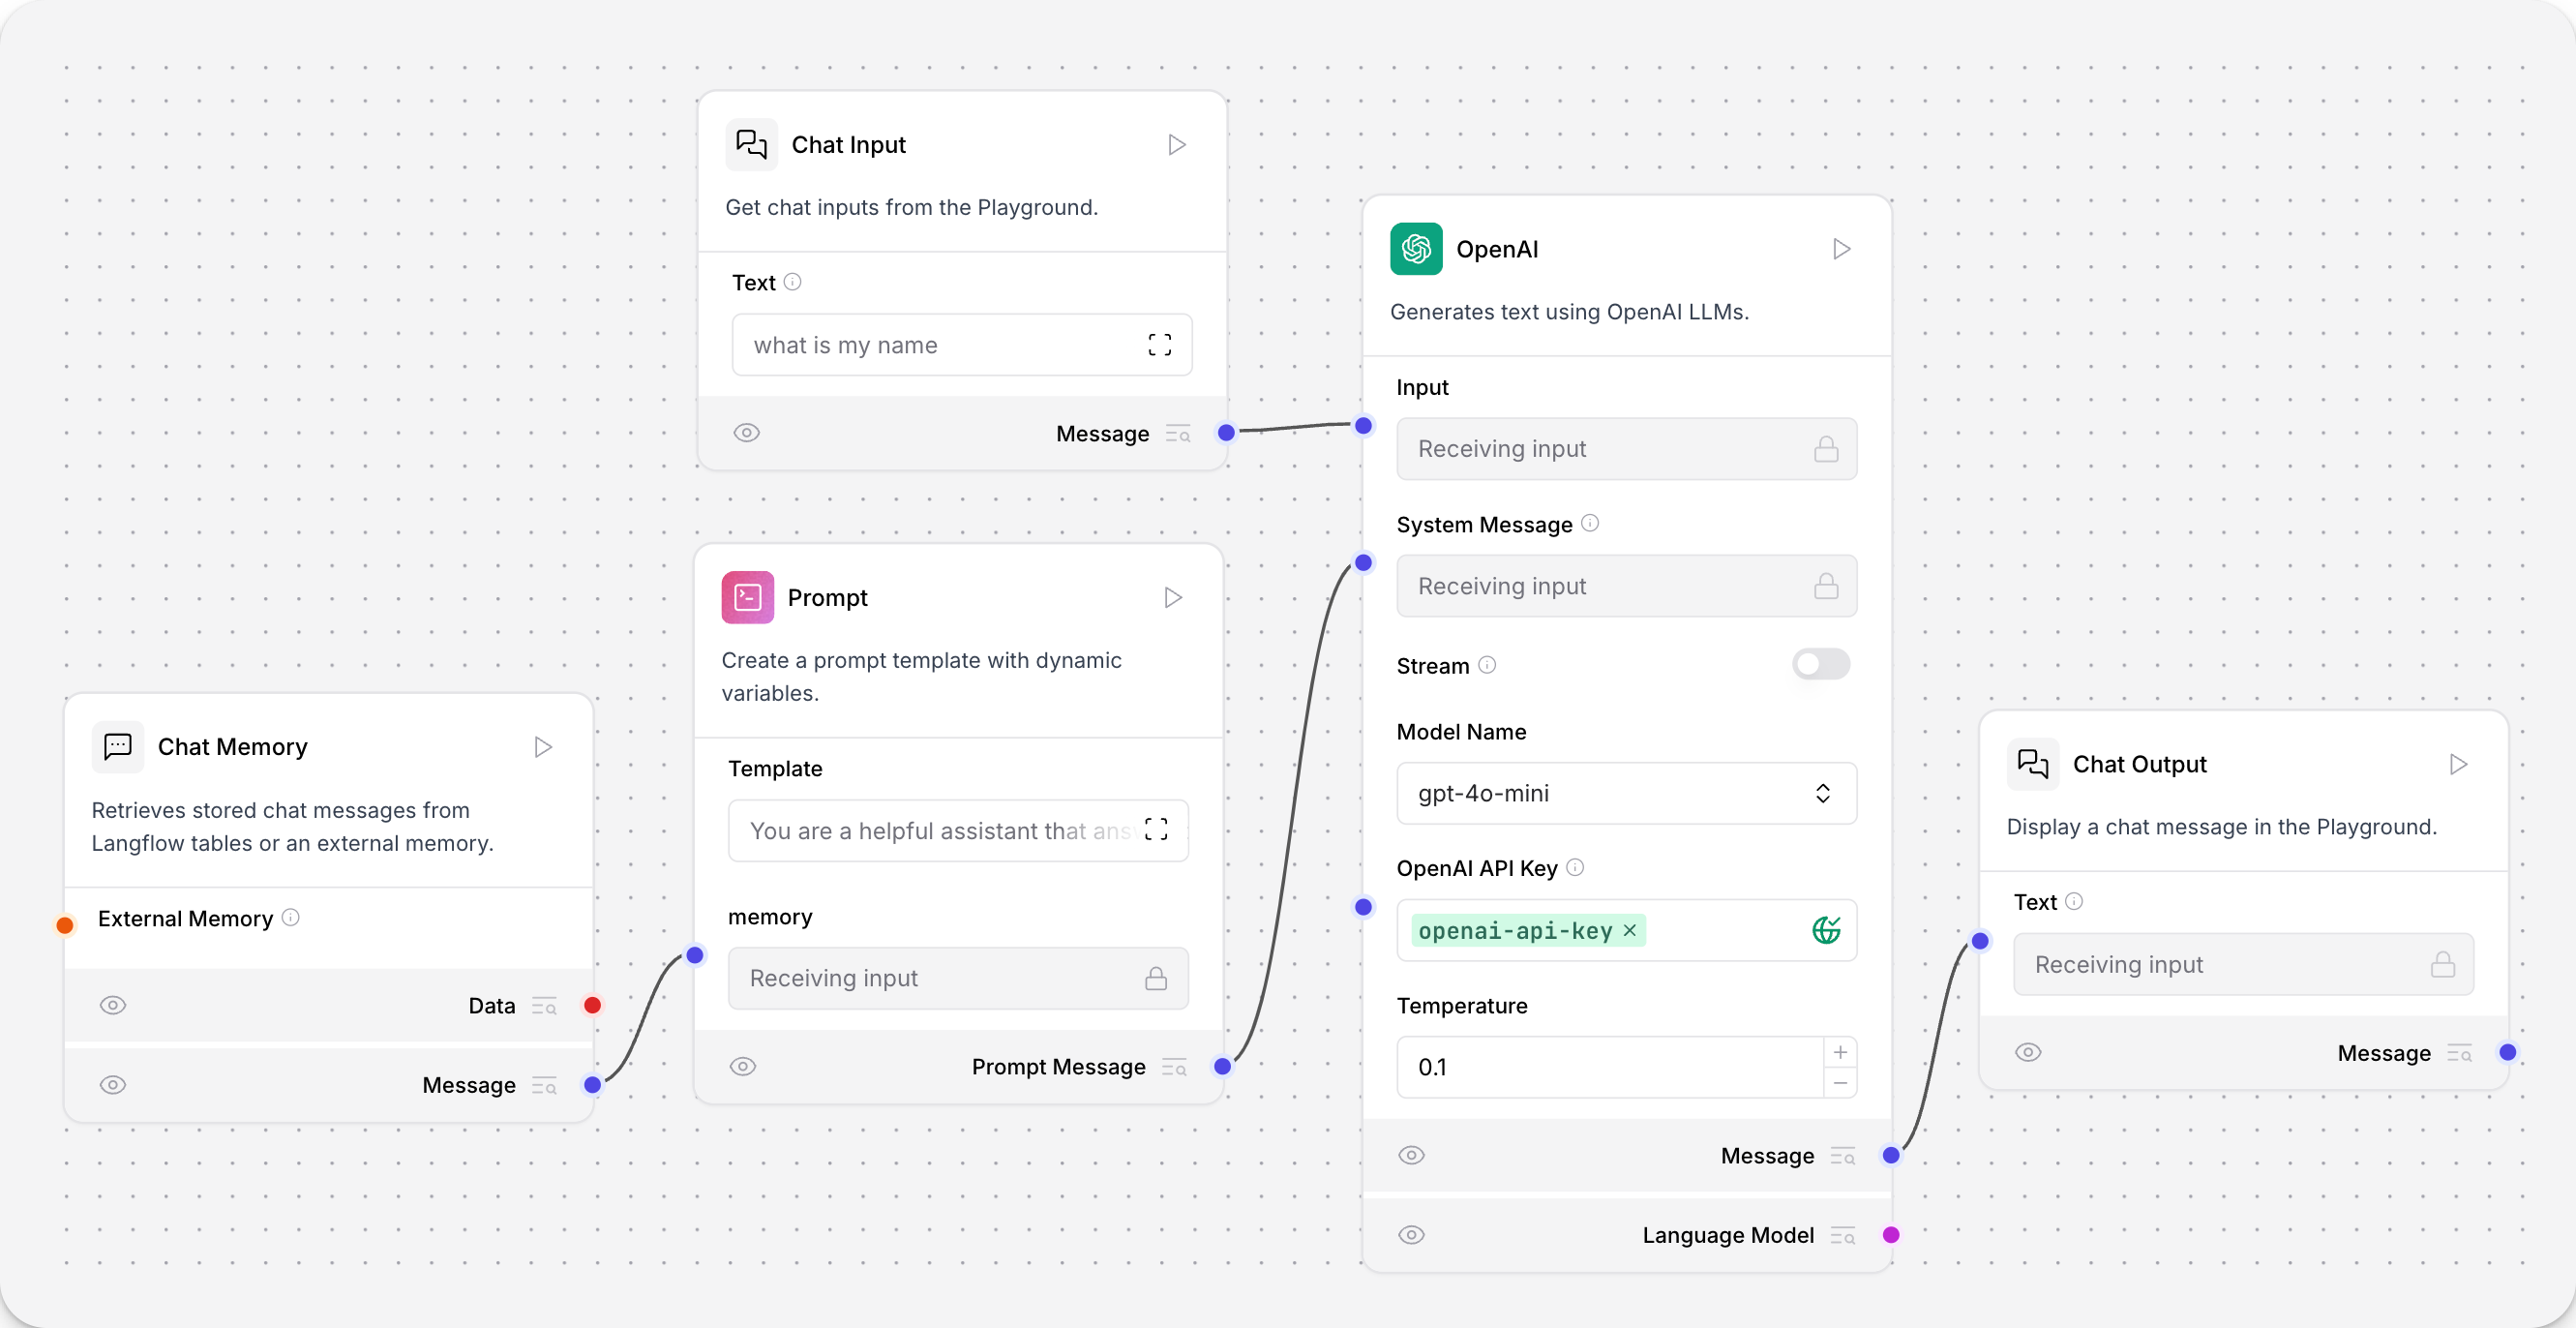 Chat Input
Get chat inputs from the Playground.
Text
what is my name
Message
Prompt
Create a prompt template with dynamic
variables.
Template
You are a helpful assistant that
memory
Receiving input
Prompt Message
Chat Memory
Retrieves stored chat messages from
Langflow tables or an external memory.
External Memory
Data
Message
OpenAI
Generates text using OpenAI LLMs.
Input
Receiving input
System Message
Receiving input
Stream
Model Name
gpt-4o-mini
OpenAI API Key
openai-api-key ×
Temperature
0.1
Message
Language Model
Chat Output
Display a chat message in the Playground.
Text
Receiving input
Message